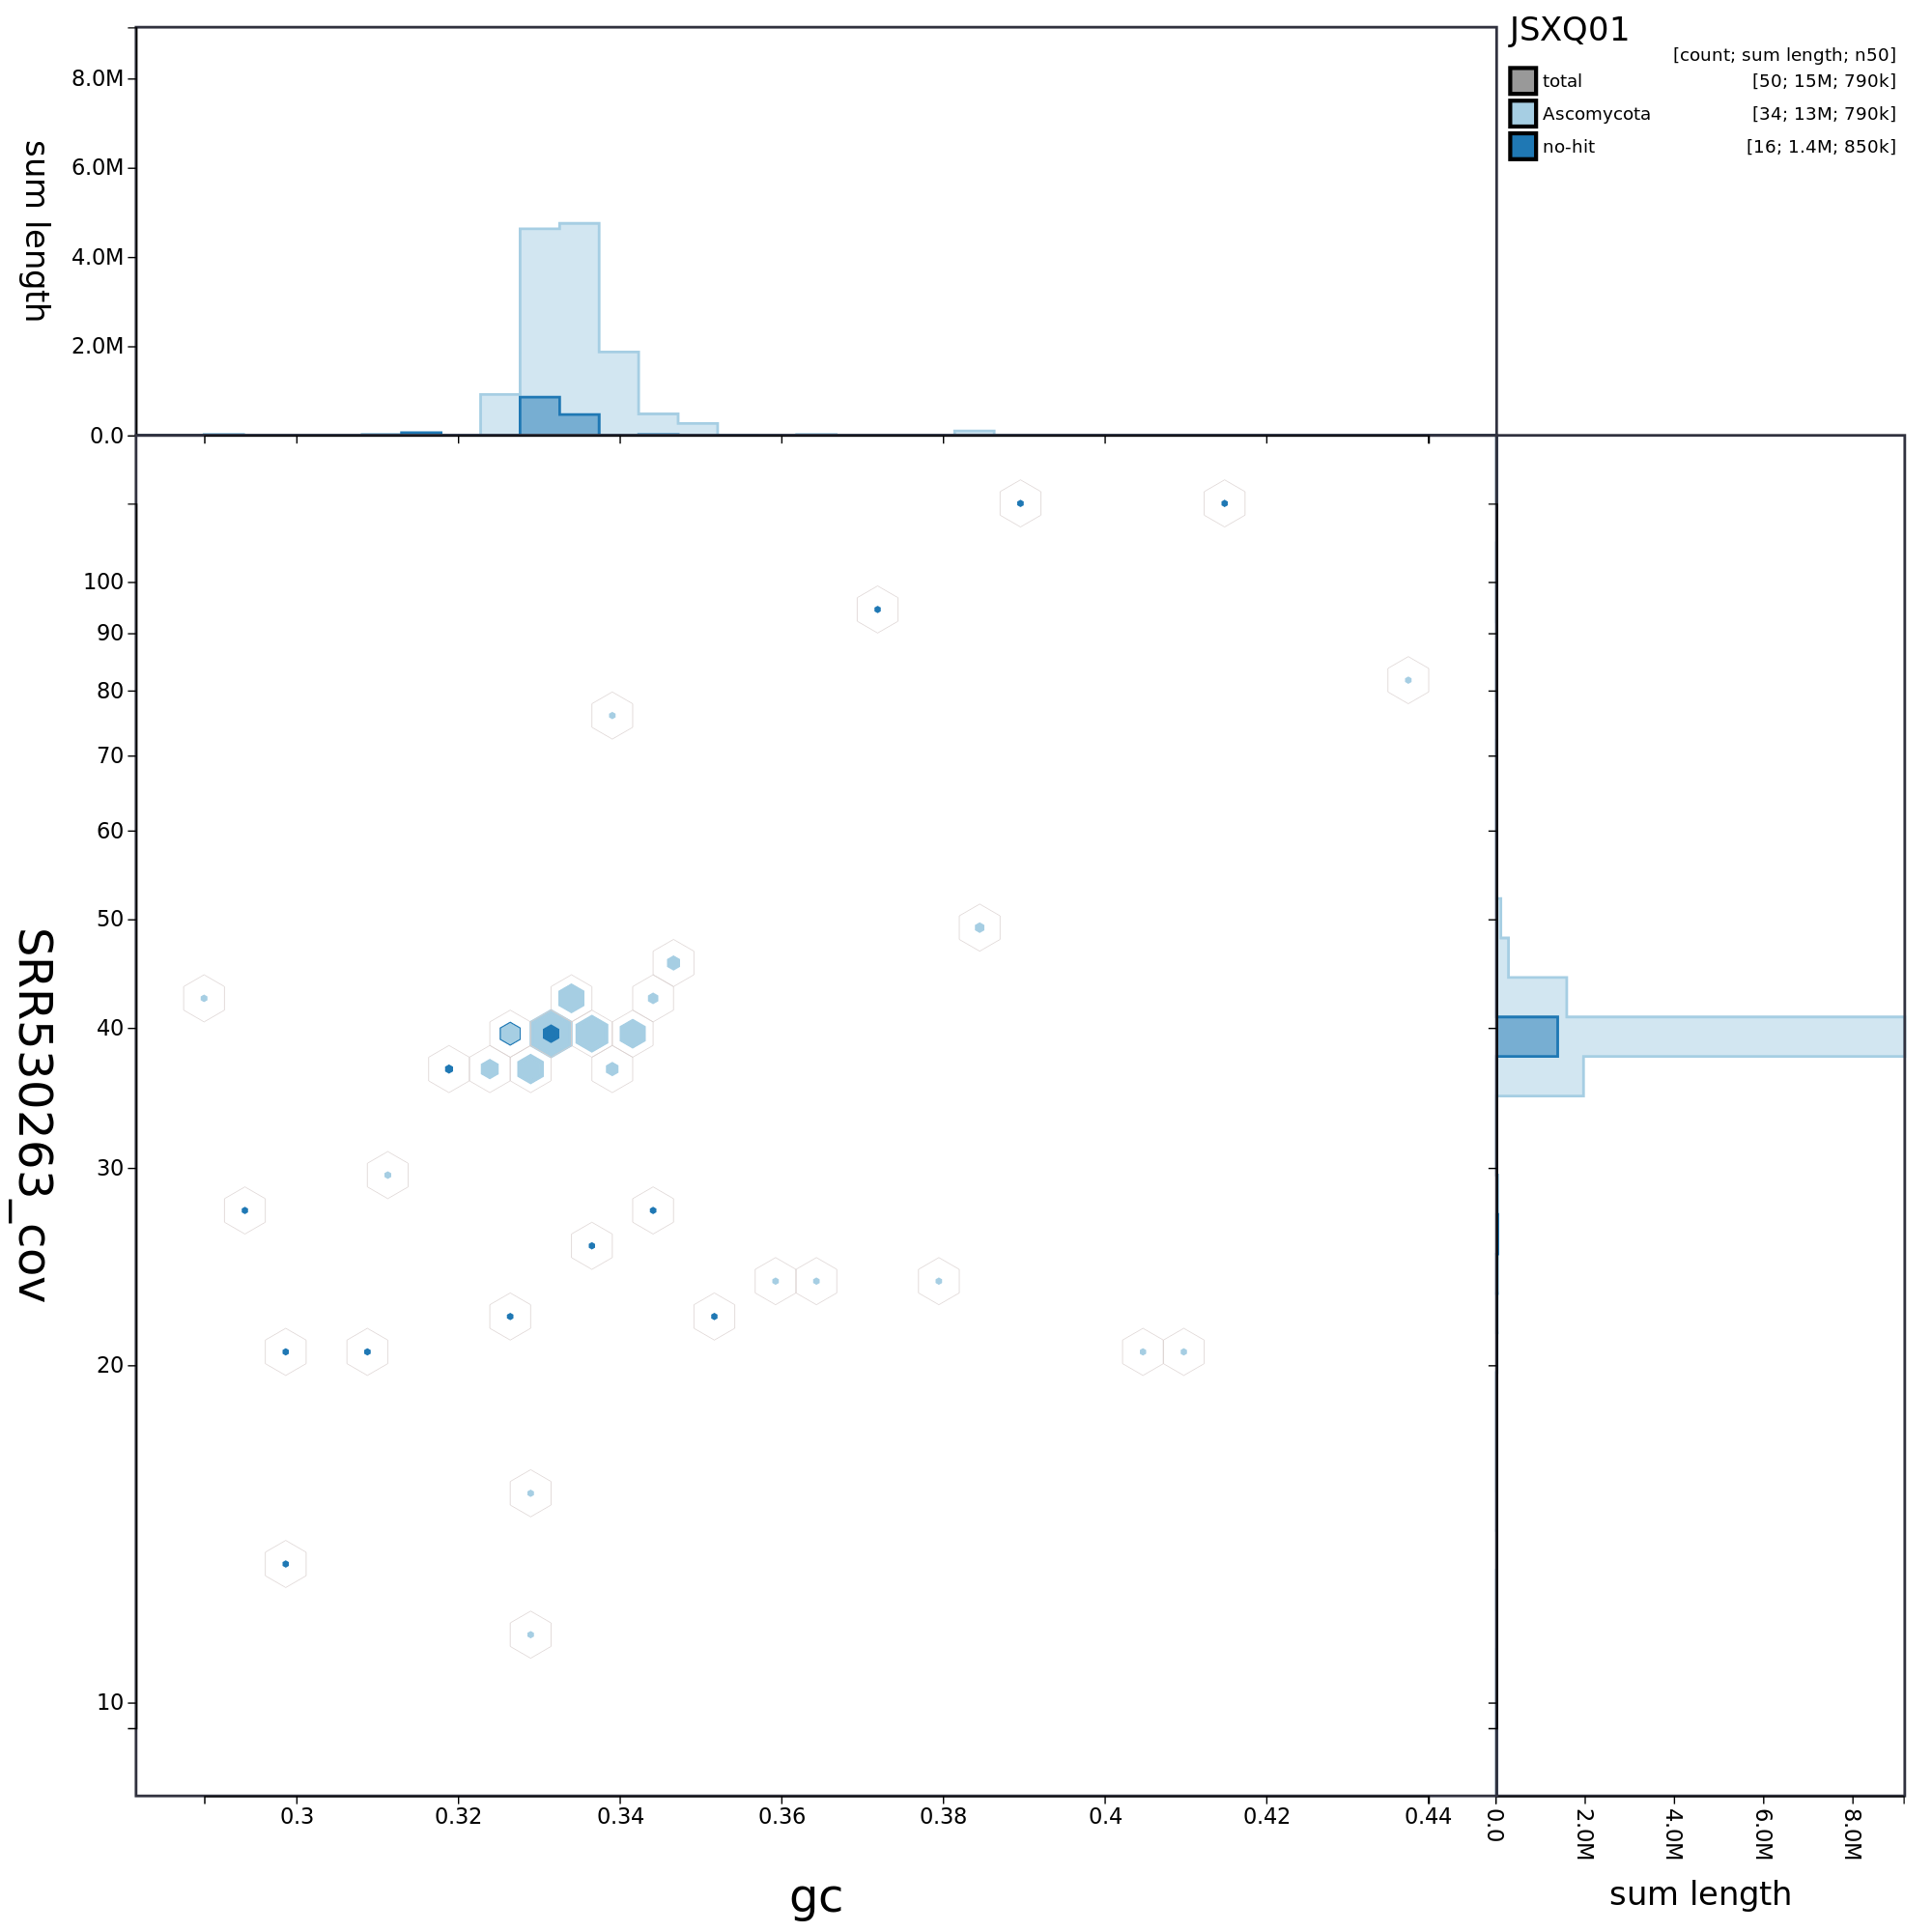 JSXQ01
[count; sum length; n50]
total [50; 15M; 790k]
Ascomycota [34; 13M; 790k]
no-hit [16; 1.4M; 850k]
sum length
8.0M
6.0M
4.0M
2.0M
0.0
SRR530263_cov
100
90
80
70
60
50
40
30
20
10
0.3 0.32 0.34 0.36 0.38 0.4 0.42 0.44
gc
0.0 2.0M 4.0M 6.0M 8.0M
sum length